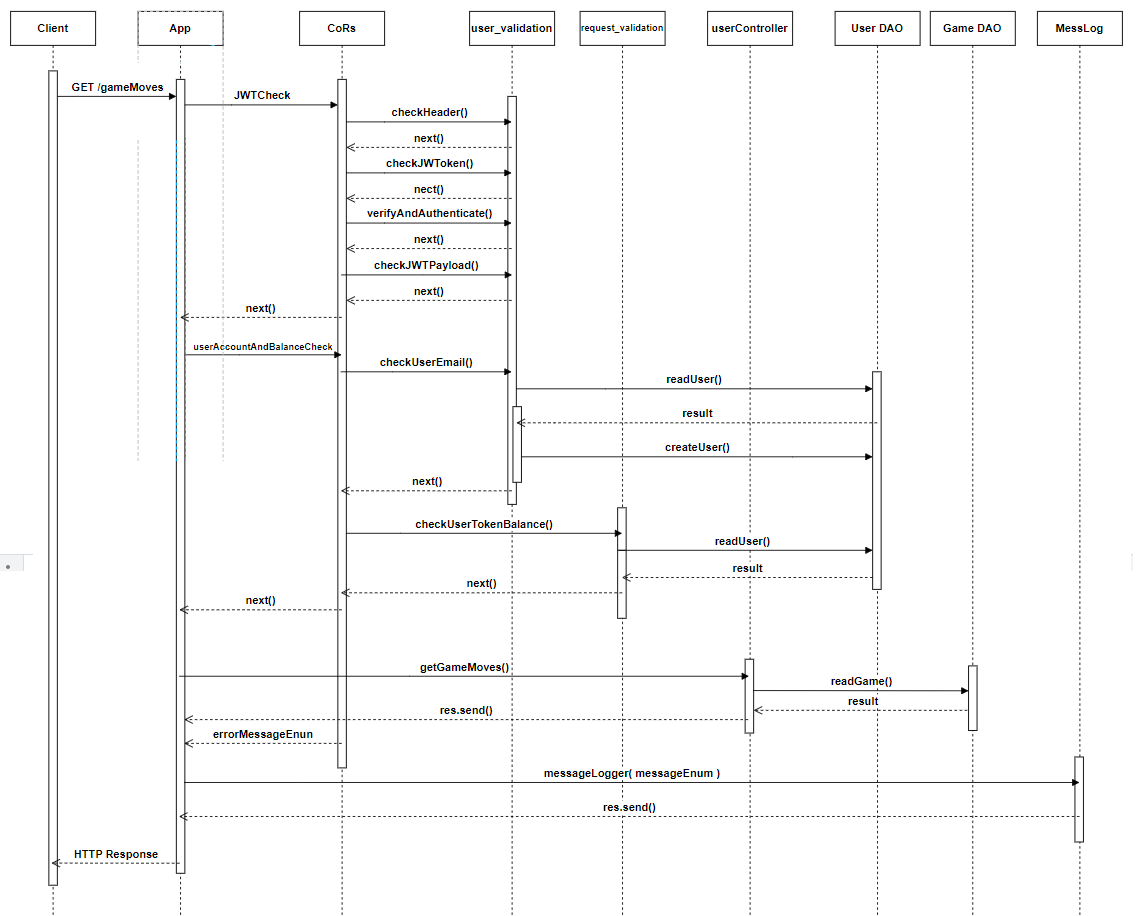 Client
App
CoRs
user_validation
request_validation
userController
User DAO
Game DAO
MessLog
GET /gameMoves
JWTCheck
checkHeader()
next()
checkJWToken()
nect()
verifyAndAuthenticate()
next()
checkJWTPayload()
next()
next()
userAccountAndBalanceCheck
checkUserEmail()
readUser()
result
createUser()
next()
checkUserTokenBalance()
readUser()
result
next()
next()
getGameMoves()
readGame()
result
res.send()
errorMessageEnun
messageLogger( messageEnum )
res.send()
HTTP Response